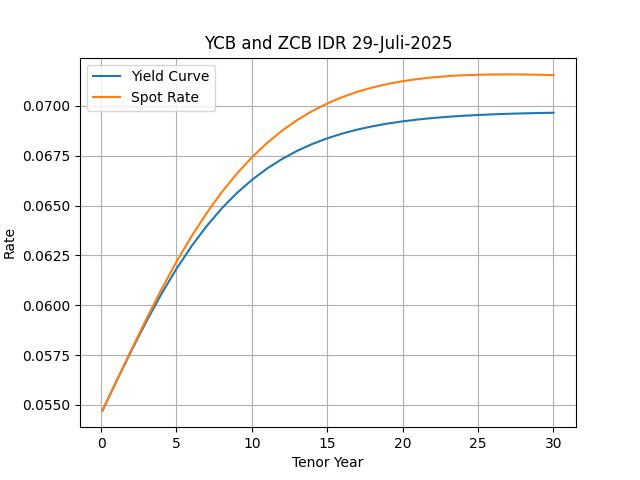 YCB and ZCB IDR 29-Juli-2025
Yield Curve
Spot Rate
0.0700
0.0675
0.0650
0.0625
0.0600
0.0575
0.0550
Rate
0 5 10 15 20 25 30
Tenor Year